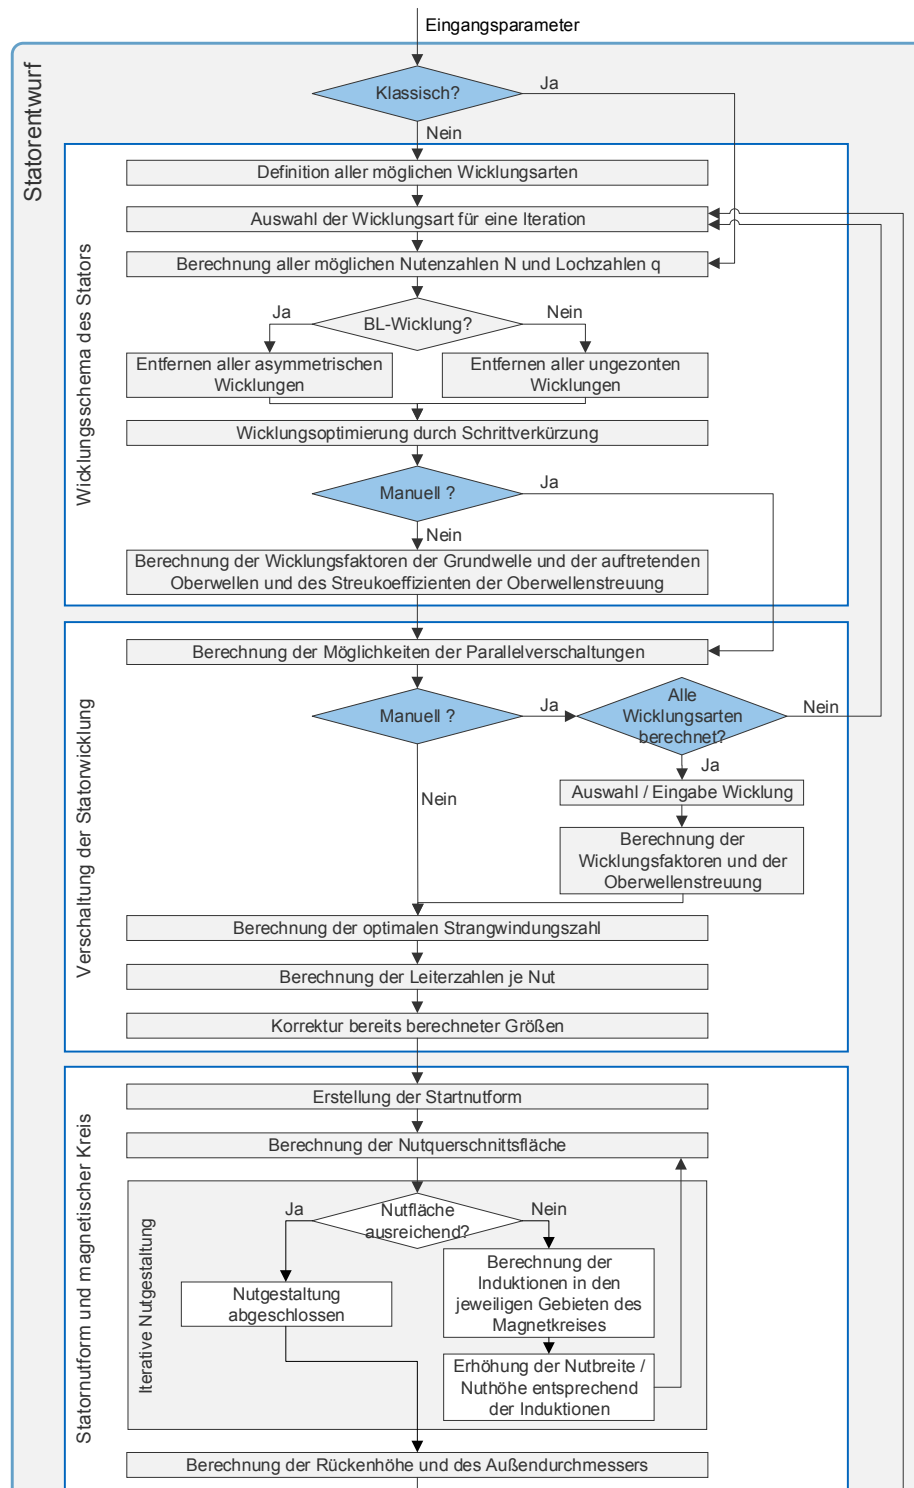 Eingangsparameter
Statorentwurf
Klassisch?
Ja
Nein
Wicklungsschema des Stators
Definition aller möglichen Wicklungsarten
Auswahl der Wicklungsart für eine Iteration
Berechnung aller möglichen Nutenzahlen N und Lochzahlen q
BL-Wicklung?
Ja
Nein
Entfernen aller asymmetrischen
Wicklungen
Entfernen aller ungezonten
Wicklungen
Wicklungsoptimierung durch Schrittverkürzung
Manuell ?
Ja
Nein
Berechnung der Wicklungsfaktoren der Grundwelle und der auftretenden
Oberwellen und des Streukoeffizienten der Oberwellenstreuung
Verschaltung der Statorwicklung
Berechnung der Möglichkeiten der Parallelverschaltungen
Manuell ?
Ja
Nein
Alle
Wicklungsarten
berechnet?
Nein
Ja
Auswahl / Eingabe Wicklung
Berechnung der
Wicklungsfaktoren und der
Oberwellenstreuung
Berechnung der optimalen Strangwindungszahl
Berechnung der Leiterzahlen je Nut
Korrektur bereits berechneter Größen
Statornutform und magnetischer Kreis
Erstellung der Startnutform
Berechnung der Nutquerschnittsfläche
Iterative Nutgestaltung
Nutfläche
ausreichend?
Ja
Nein
Nutgestaltung
abgeschlossen
Berechnung der
Induktionen in den
jeweiligen Gebieten des
Magnetkreises
Erhöhung der Nutbreite /
Nuthöhe entsprechend
der Induktionen
Berechnung der Rückenhöhe und des Außendurchmessers